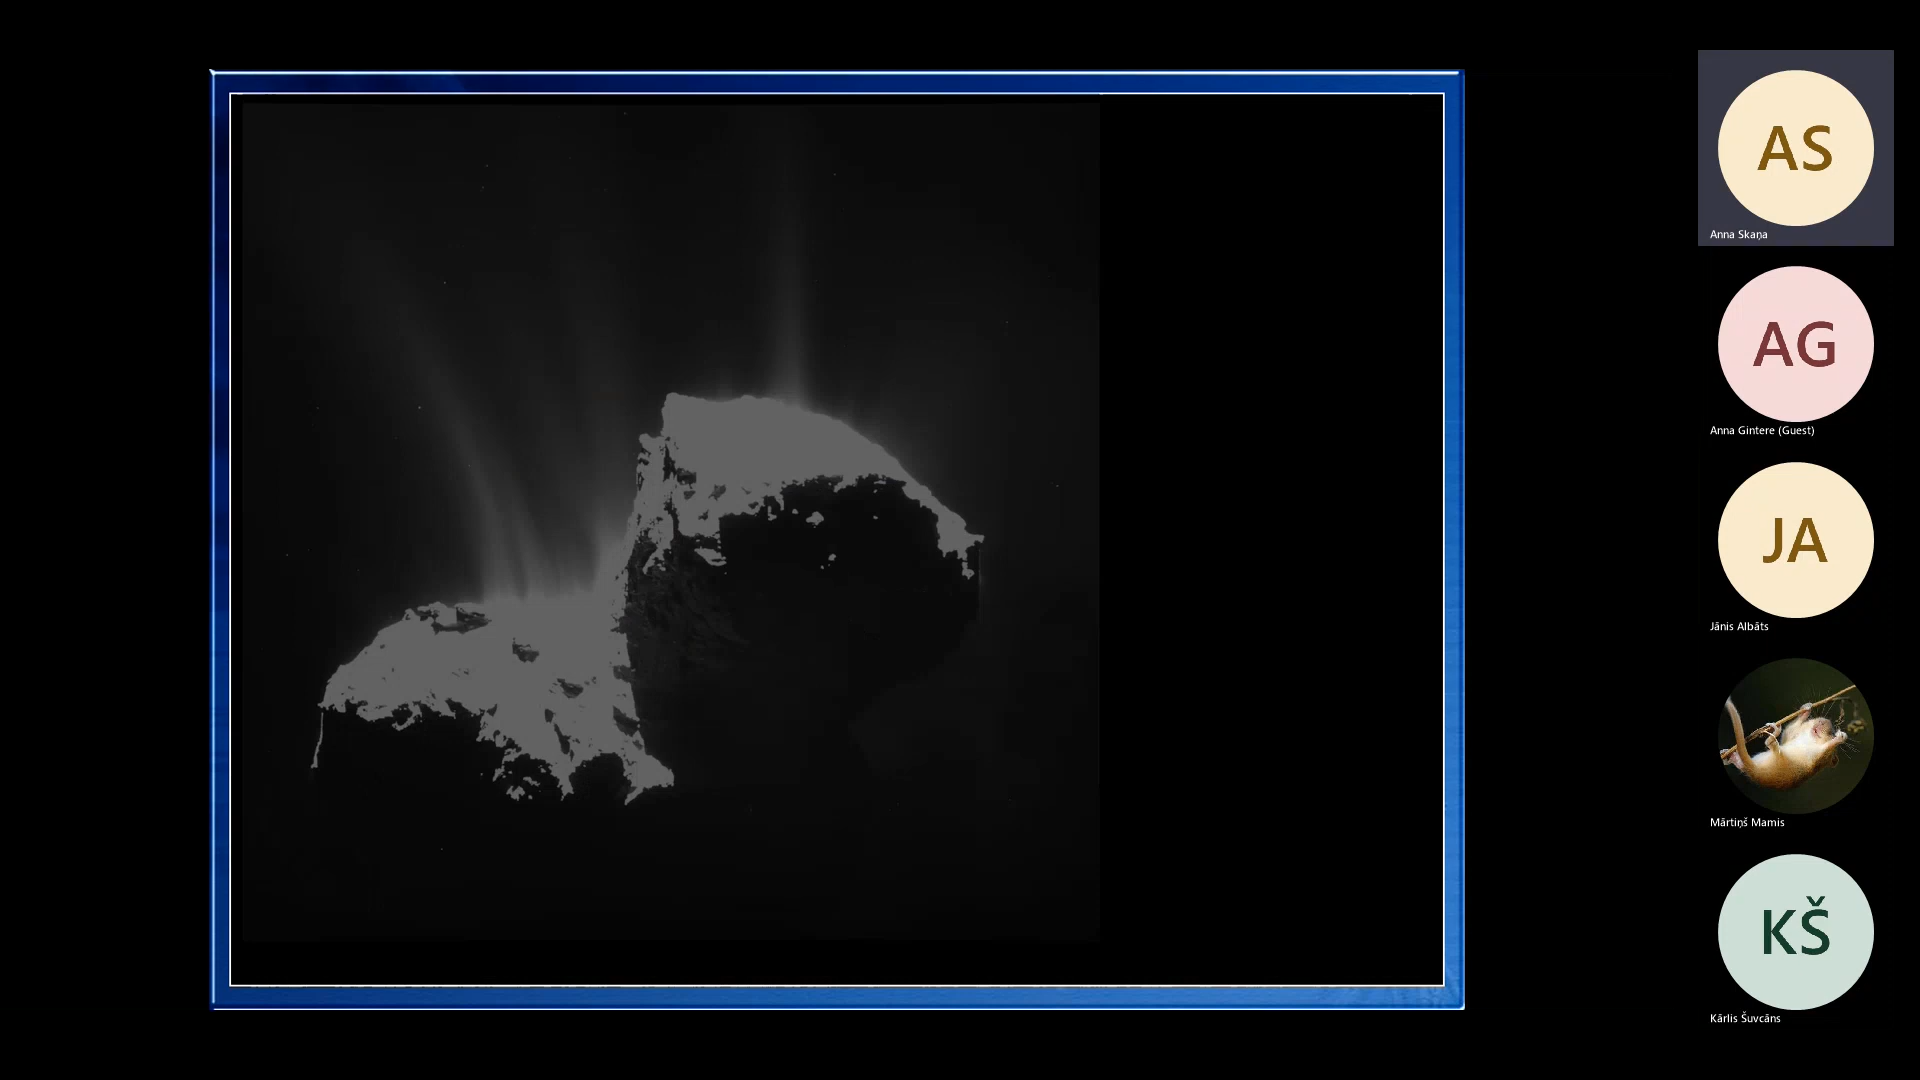 AS
Anna Skaņa
AG
Anna Gintere (Guest)
JA
Jānis Albāts
Mārtiņš Mamis
KŠ
Kārlis Šuvcāns